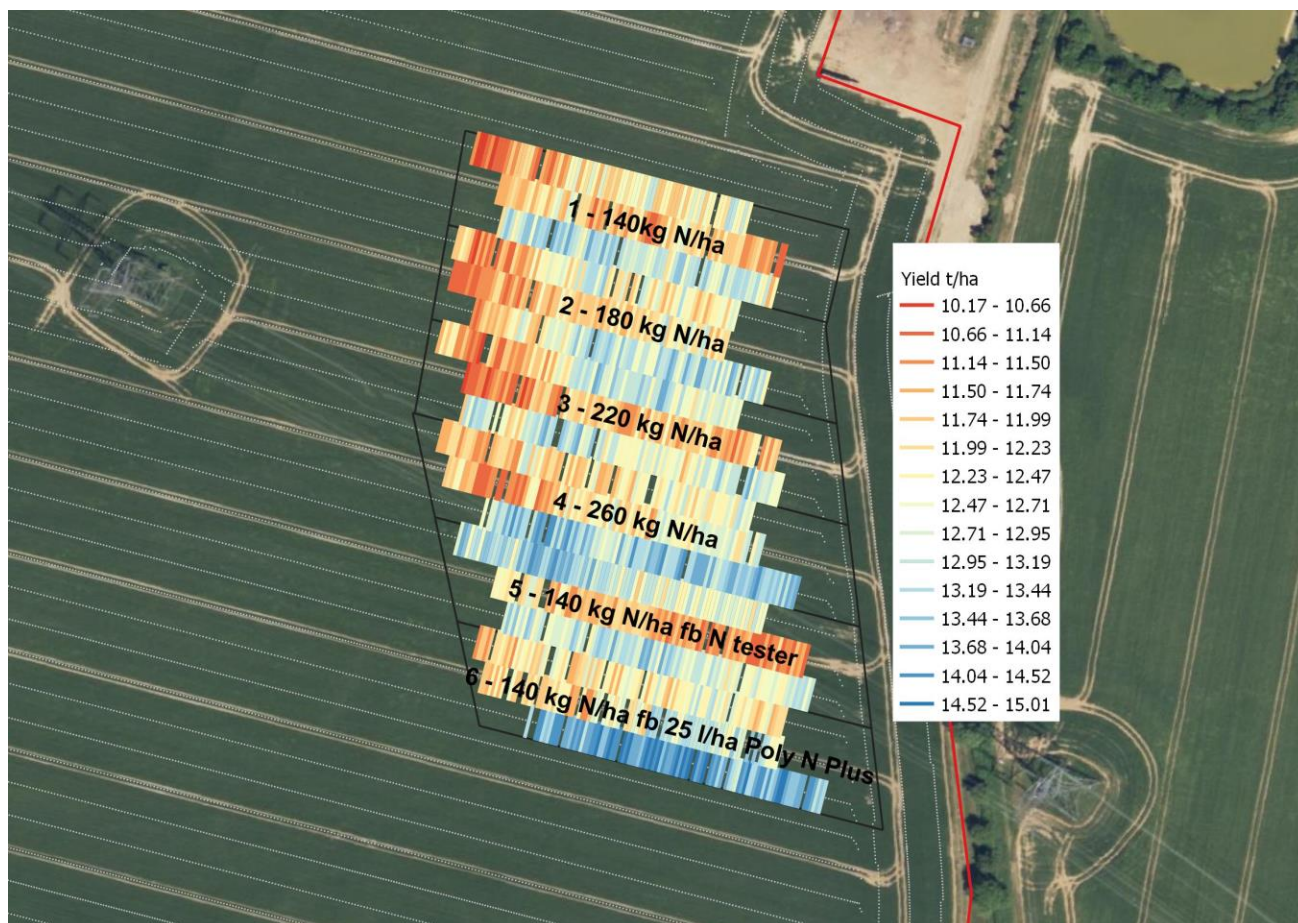 1 - 140kg N/ha
2 - 180 kg N/ha
3 - 220 kg N/ha
4 - 260 kg N/ha
5 - 140 kg N/ha fb N tester
6 - 140 kg N/ha fb 25 l/ha Poly N Plus
Yield t/ha
10.17 - 10.66
10.66 - 11.14
11.14 - 11.50
11.50 - 11.74
11.74 - 11.99
11.99 - 12.23
12.23 - 12.47
12.47 - 12.71
12.71 - 12.95
12.95 - 13.19
13.19 - 13.44
13.44 - 13.68
13.68 - 14.04
14.04 - 14.52
14.52 - 15.01